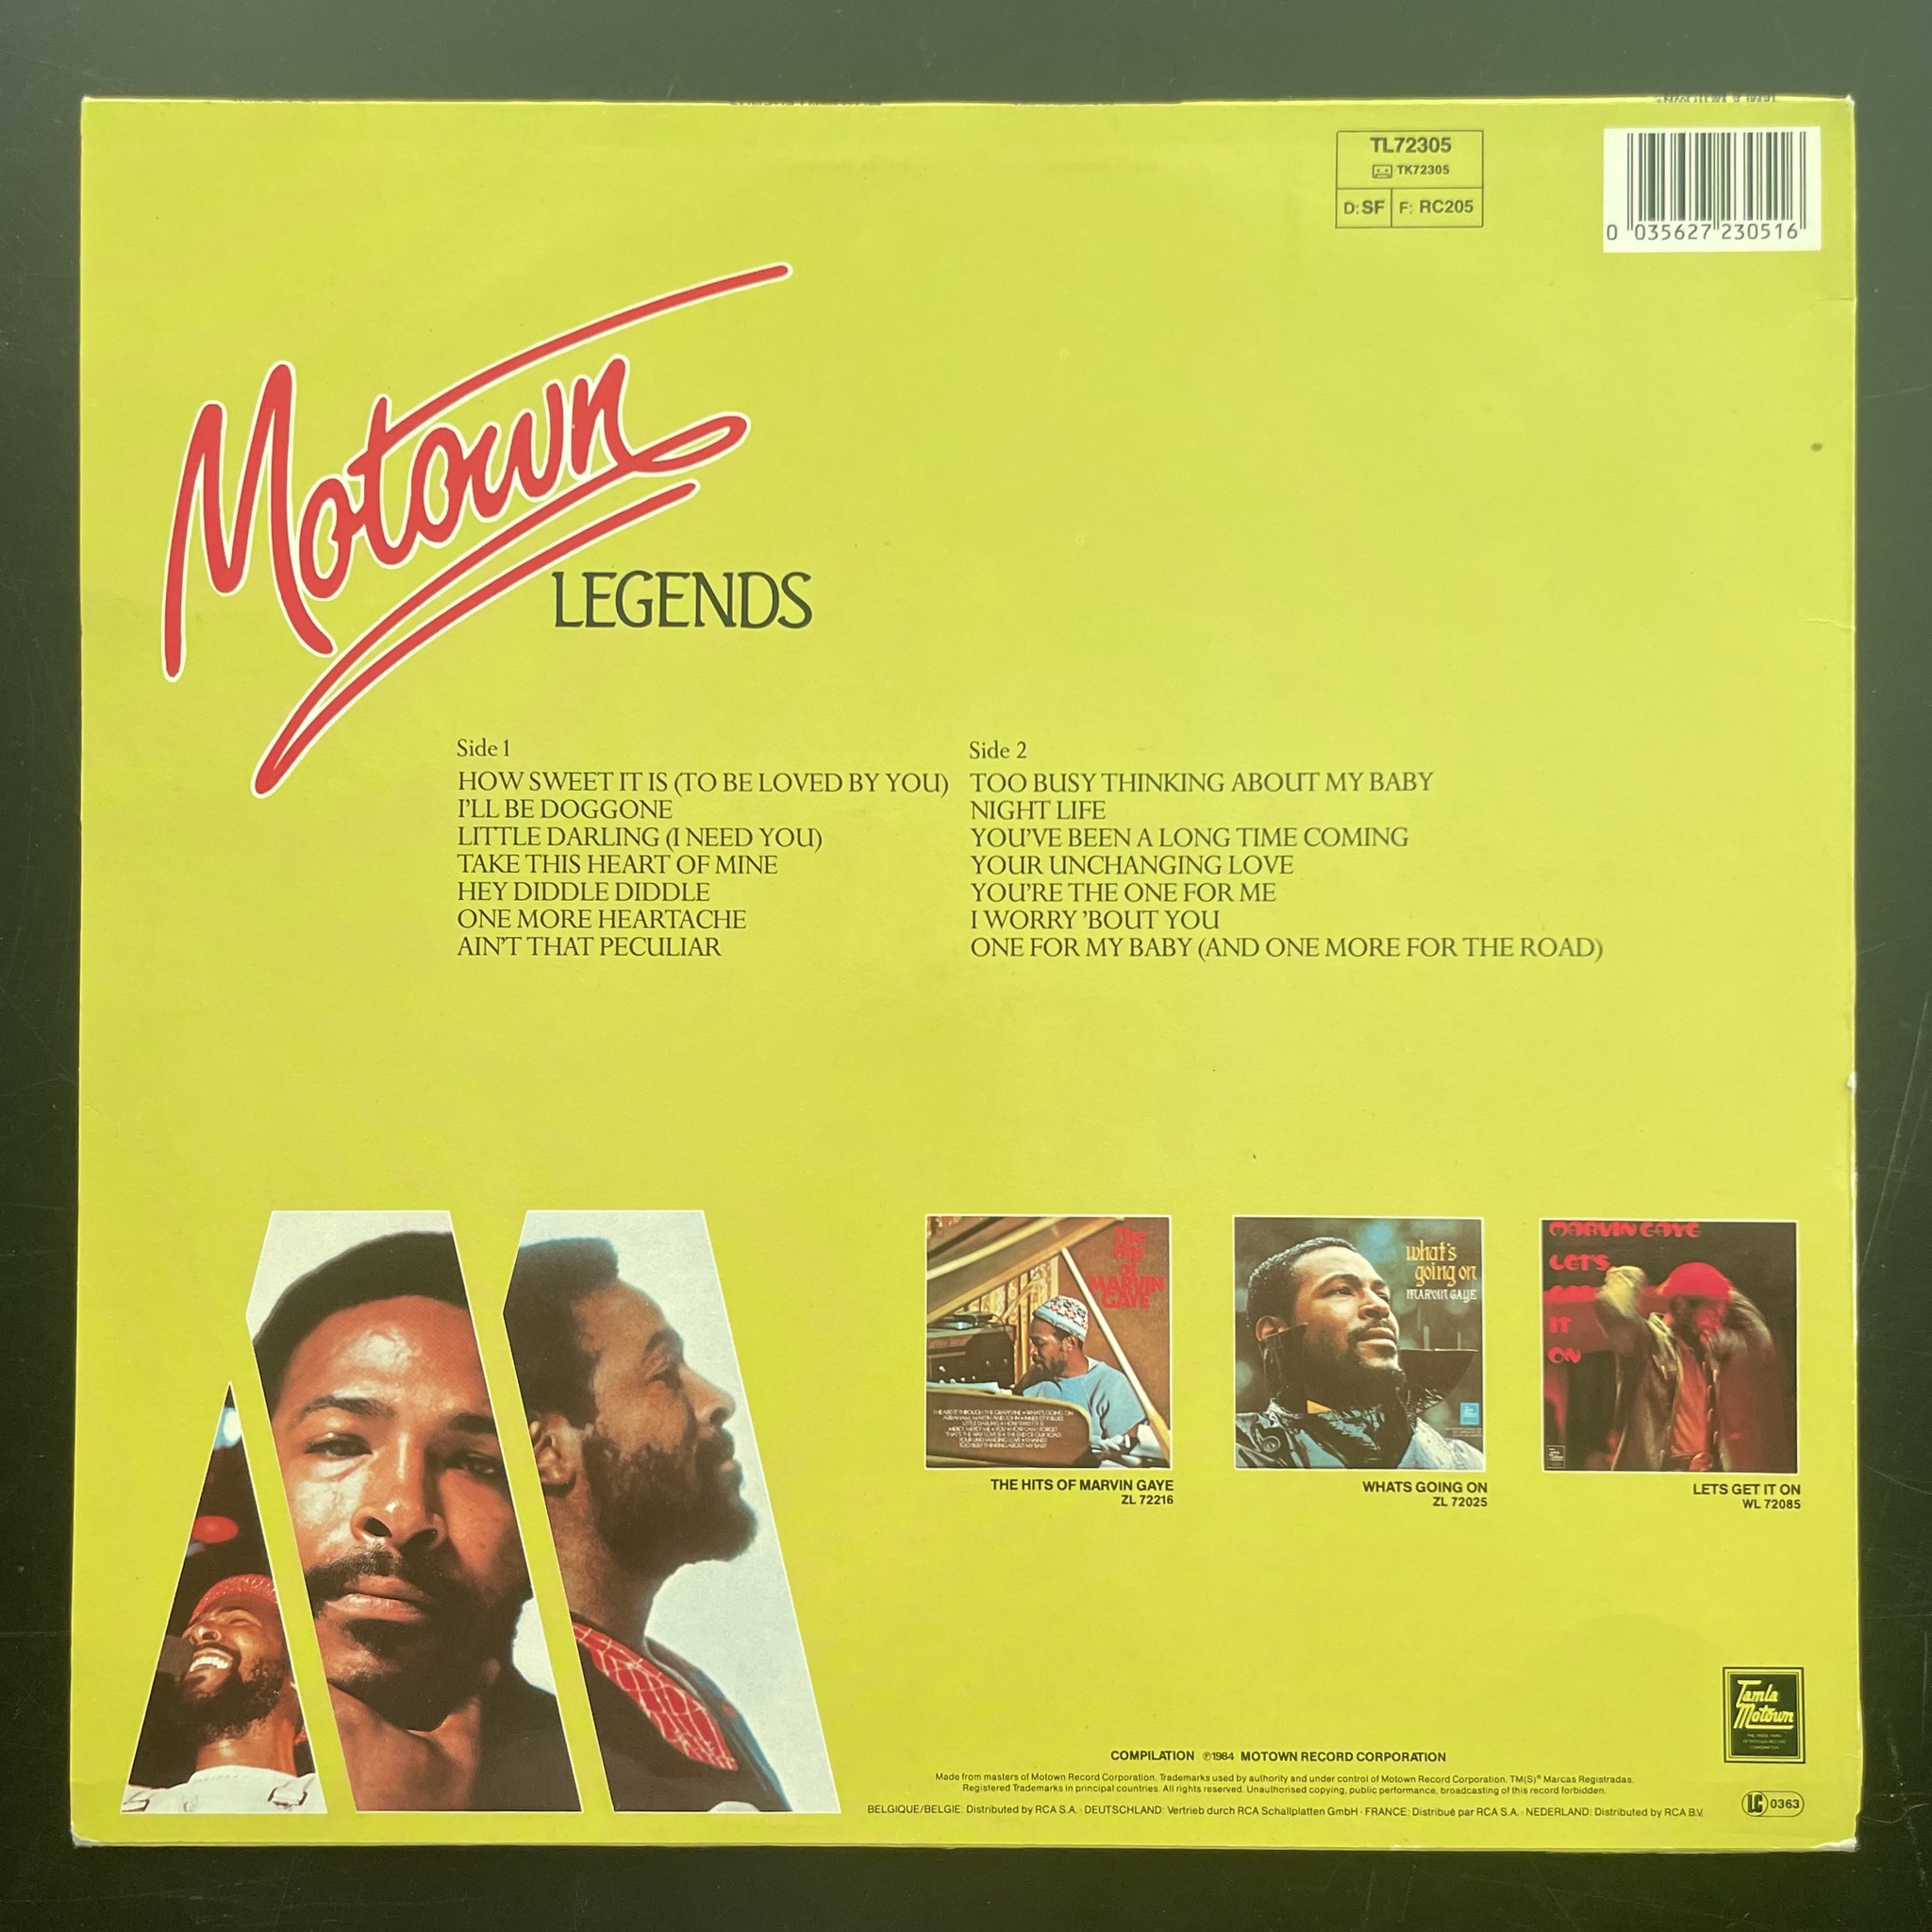 TL72305
TK72305
D: SF F: RC205
0 035627 230516
Motown
LEGENDS
Side 1
HOW SWEET IT IS (TO BE LOVED BY YOU)
I'LL BE DOGGONE
LITTLE DARLING (I NEED YOU)
TAKE THIS HEART OF MINE
HEY DIDDLE DIDDLE
ONE MORE HEARTACHE
AIN'T THAT PECULIAR
Side 2
TOO BUSY THINKING ABOUT MY BABY
NIGHT LIFE
YOU'VE BEEN A LONG TIME COMING
YOUR UNCHANGING LOVE
YOU'RE THE ONE FOR ME
I WORRY 'BOUT YOU
ONE FOR MY BABY (AND ONE MORE FOR THE ROAD)
The
Hits
of
MARVIN
GAYE
THE HITS OF MARVIN GAYE
ZL 72216
what's
going on
MARVIN GAYE
WHATS GOING ON
ZL 72025
MARVIN GAYE
LET'S
IT
ON
LETS GET IT ON
WL 72085
Tamla
Motown
COMPILATION ℗1984 MOTOWN RECORD CORPORATION
Made from masters of Motown Record Corporation. Trademarks used by authority and under control of Motown Record Corporation. TM(S)® Marcas Registradas.
Registered Trademarks in principal countries. All rights reserved. Unauthorised copying, public performance, broadcasting of this record forbidden.
BELGIQUE/BELGIE: Distributed by RCA S.A. · DEUTSCHLAND: Vertrieb durch RCA Schallplatten GmbH · FRANCE: Distribué par RCA S.A. · NEDERLAND: Distributed by RCA B.V.
LC 0363